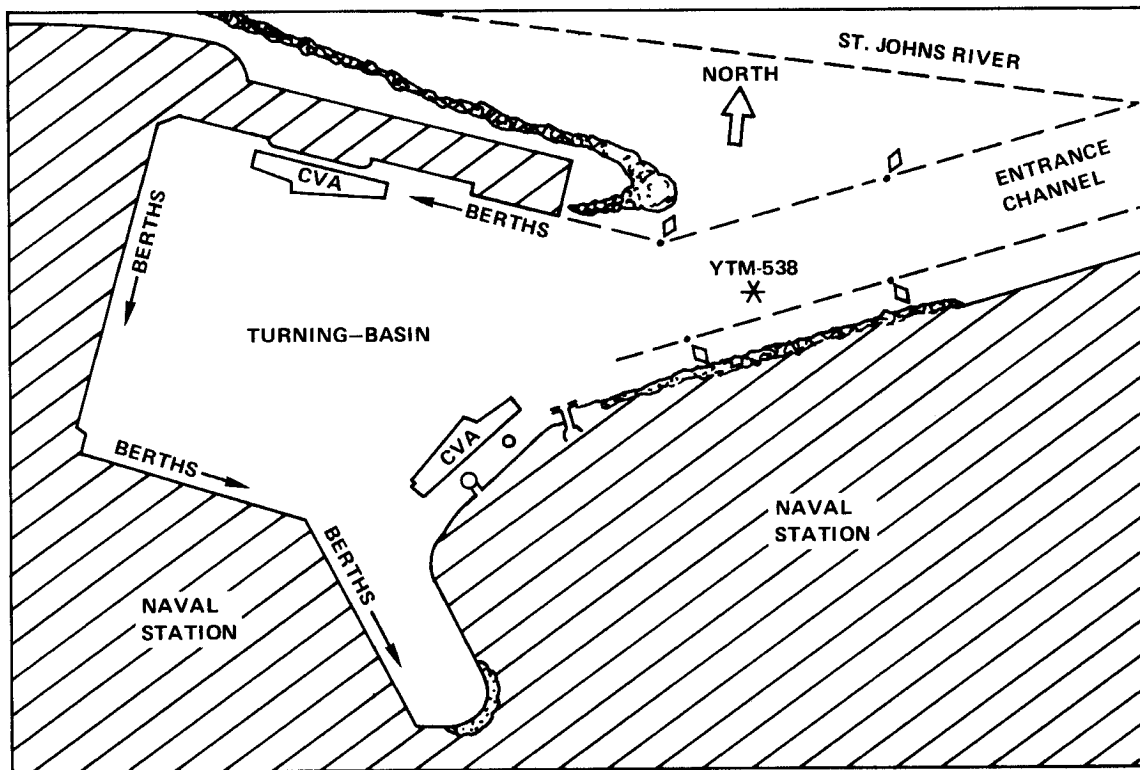 ST. JOHNS RIVER
NORTH
ENTRANCE
CHANNEL
CVA
BERTHS
BERTHS
YTM-538
TURNING-BASIN
CVA
BERTHS
NAVAL
STATION
BERTHS
NAVAL
STATION